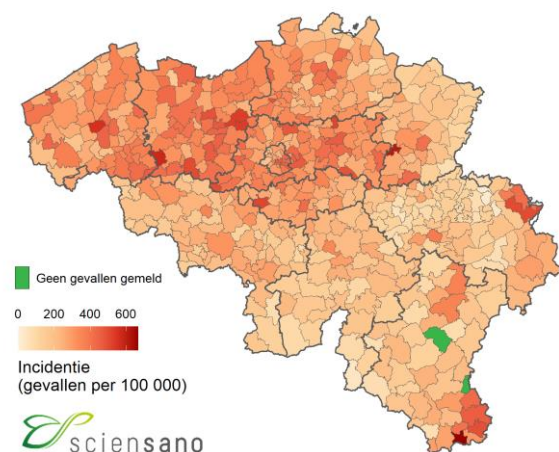 Geen gevallen gemeld
0 200 400 600
Incidentie
(gevallen per 100 000)
sciensano